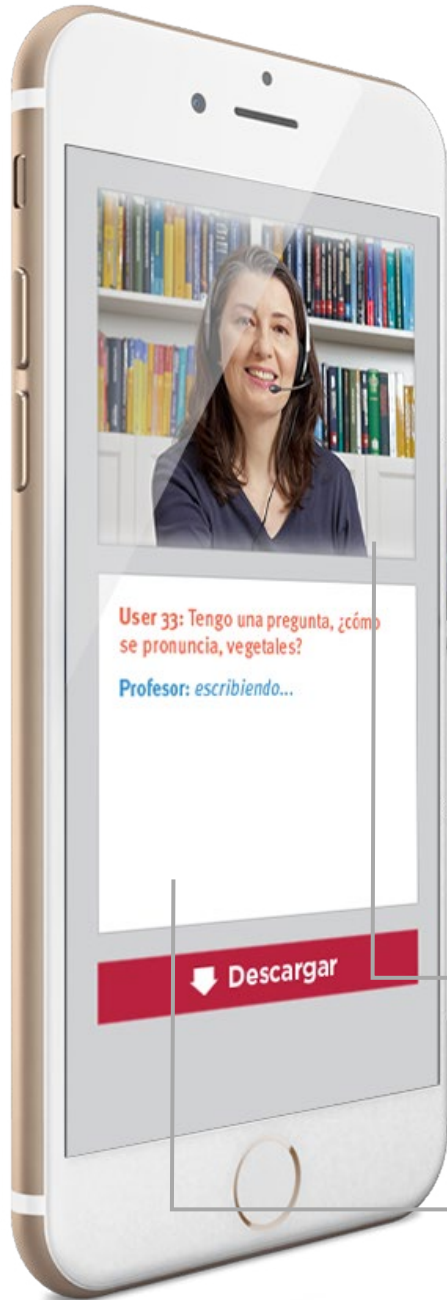 User 33: Tengo una pregunta, ¿cómo
se pronuncia, vegetales?
Profesor: escribiendo...
Descargar